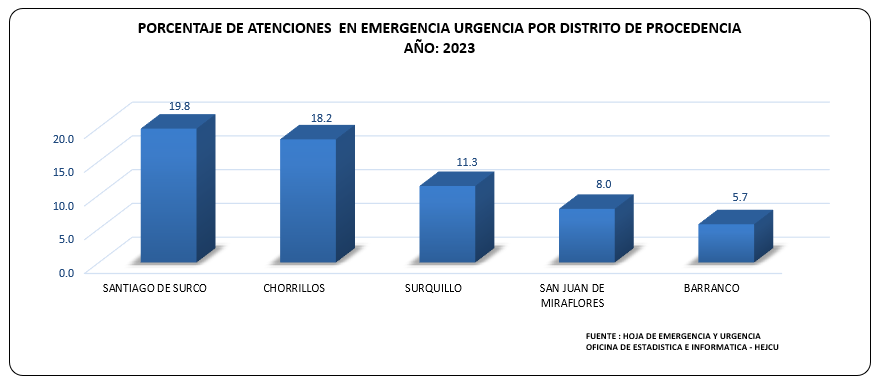 PORCENTAJE DE ATENCIONES EN EMERGENCIA URGENCIA POR DISTRITO DE PROCEDENCIA
AÑO: 2023
19.8
18.2
11.3
8.0
5.7
20.0
15.0
10.0
5.0
0.0
SANTIAGO DE SURCO
CHORRILLOS
SURQUILLO
SAN JUAN DE
MIRAFLORES
BARRANCO
FUENTE : HOJA DE EMERGENCIA Y URGENCIA
OFICINA DE ESTADISTICA E INFORMATICA - HEJCU